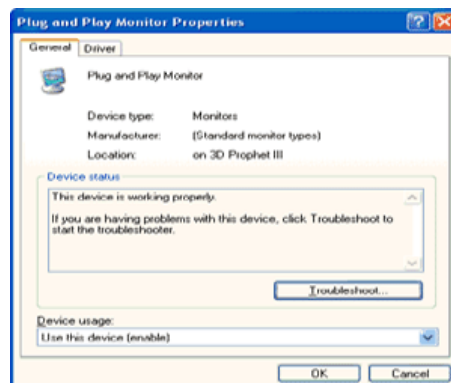 Plug and Play Monitor Properties
General Driver
Plug and Play Monitor
Device type: Monitors
Manufacturer: (Standard monitor types)
Location: on 3D Prophet III
Device status
This device is working properly.
If you are having problems with this device, click Troubleshoot to
start the troubleshooter.
Troubleshoot...
Device usage:
Use this device (enable)
OK Cancel